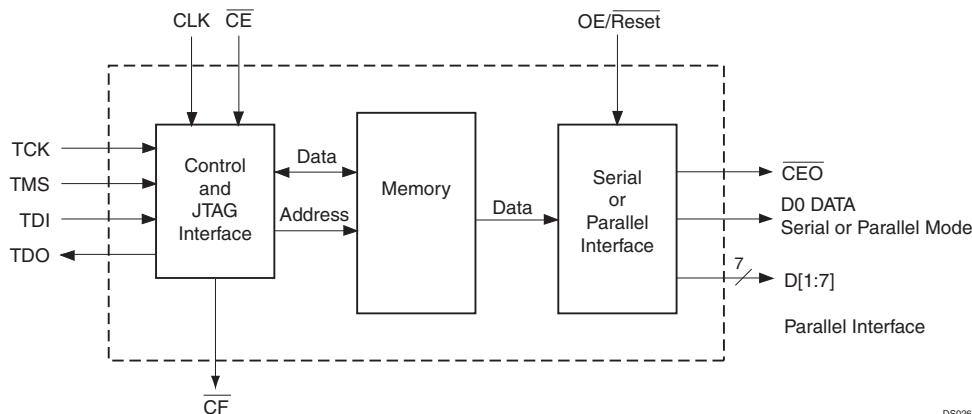 CLK CE OE/Reset
TCK
TMS
TDI
TDO
Control
and
JTAG
Interface
Data
Address
Memory
Data
Serial
or
Parallel
Interface
CEO
D0 DATA
Serial or Parallel Mode
7
D[1:7]
Parallel Interface
CF